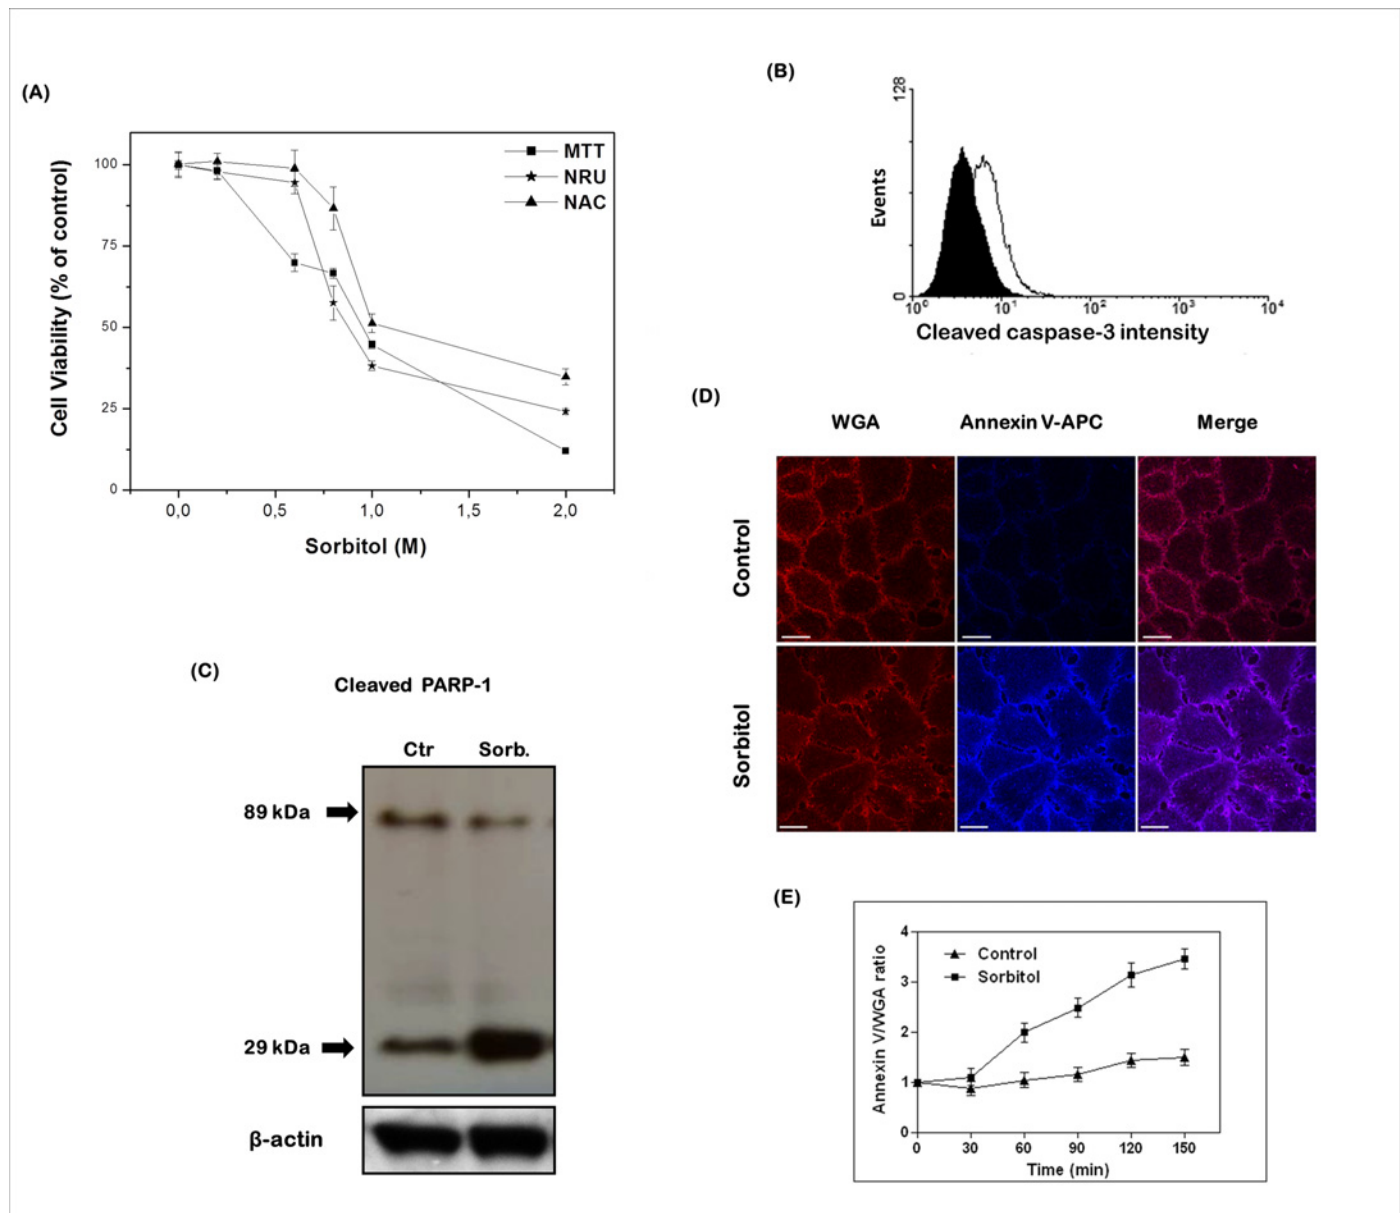 (A)
100
75
50
25
0
Cell Viability (% of control)
MTT
NRU
NAC
0,0 0,5 1,0 1,5 2,0
Sorbitol (M)
(B)
128
0
Events
10⁰ 10¹ 10² 10³ 10⁴
Cleaved caspase-3 intensity
(C)
Cleaved PARP-1
Ctr Sorb.
89 kDa
29 kDa
β-actin
(D)
WGA Annexin V-APC Merge
Control
Sorbitol
(E)
4
3
2
1
0
Annexin V/WGA ratio
Control
Sorbitol
0 30 60 90 120 150
Time (min)